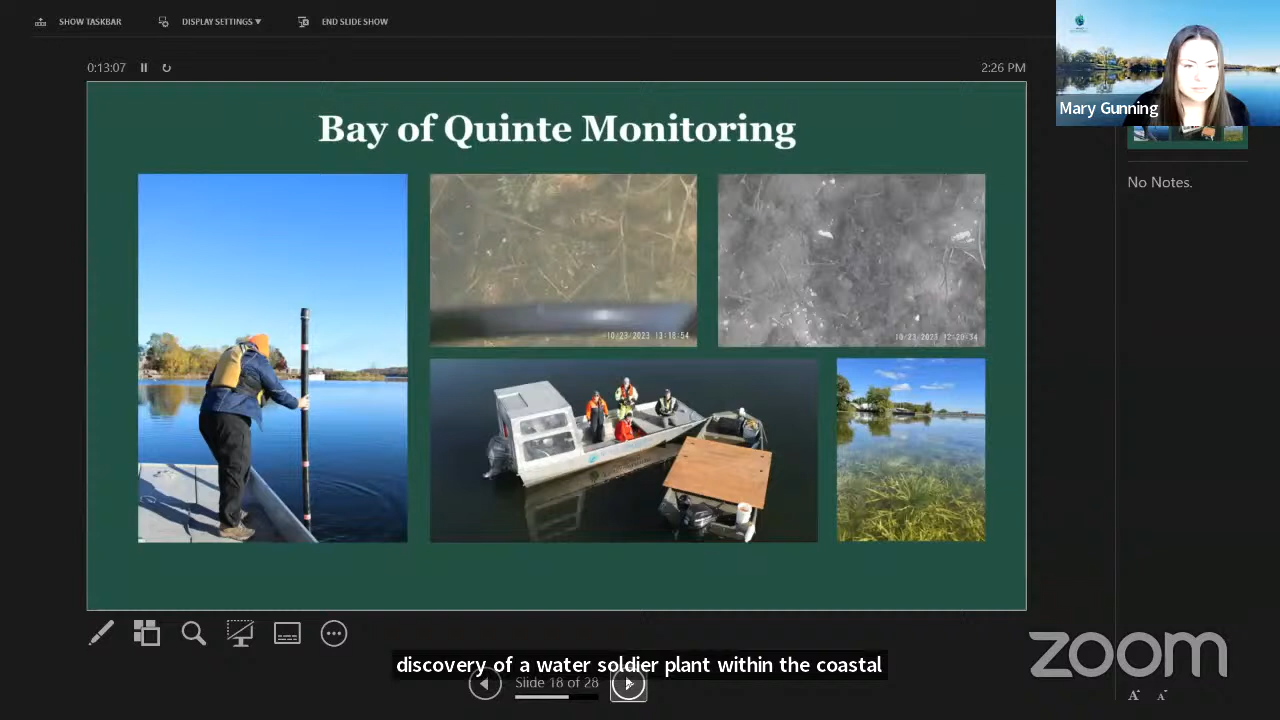 SHOW TASKBAR
DISPLAY SETTINGS ▾
END SLIDE SHOW
0:13:07
2:26 PM
Mary Gunning
Bay of Quinte Monitoring
No Notes.
10/23/2023 13:18:54
10/23/2023 12:20:34
discovery of a water soldier plant within the coastal
Slide 18 of 28
zoom
A A